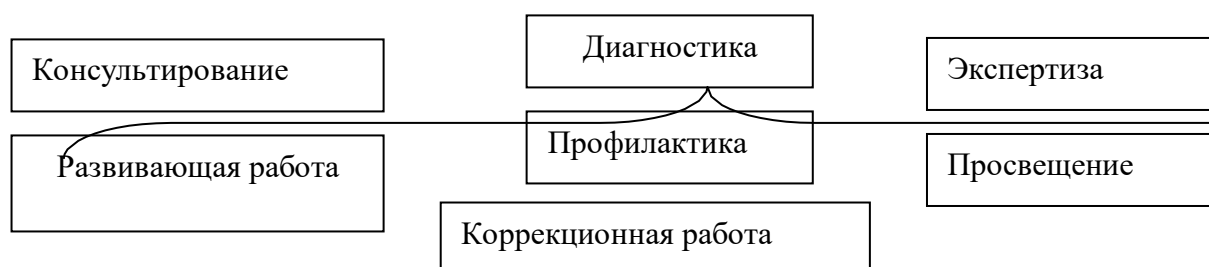 Консультирование
Диагностика
Экспертиза
Развивающая работа
Профилактика
Просвещение
Коррекционная работа